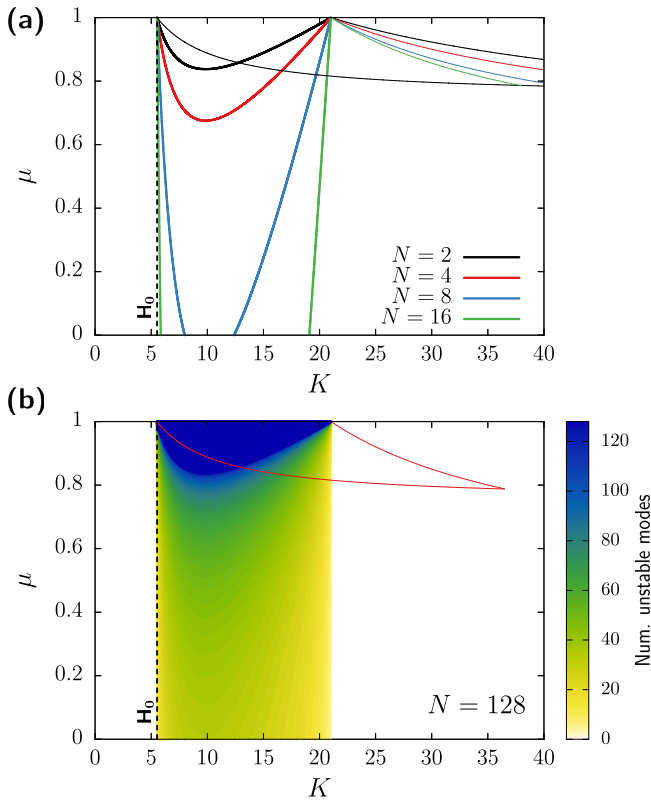 (a)
1
0.8
0.6
0.4
0.2
0
μ
H₀
N = 2
N = 4
N = 8
N = 16
0 5 10 15 20 25 30 35 40
K
(b)
1
0.8
0.6
0.4
0.2
0
μ
H₀
N = 128
0 5 10 15 20 25 30 35 40
K
120
100
80
60
40
20
0
Num. unstable modes